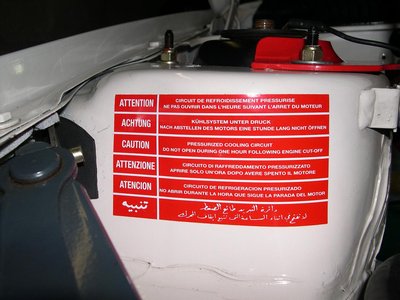 ATTENTION
CIRCUIT DE REFROIDISSEMENT PRESSURISE
NE PAS OUVRIR DANS L'HEURE SUIVANT L'ARRET DU MOTEUR
ACHTUNG
KÜHLSYSTEM UNTER DRUCK
NACH ABSTELLEN DES MOTORS EINE STUNDE LANG NICHT ÖFFNEN
CAUTION
PRESSURIZED COOLING CIRCUIT
DO NOT OPEN DURING ONE HOUR FOLLOWING ENGINE CUT-OFF
ATTENZIONE
CIRCUITO DI RAFFREDDAMENTO PRESSURIZZATO
APRIRE SOLO UN'ORA DOPO AVERE SPENTO IL MOTORE
ATENCION
CIRCUITO DE REFRIGERACION PRESURIZADO
NO ABRIR DURANTE LA HORA QUE SIGUE LA PARADA DEL MOTOR
تنبيه
دائرة التبريد